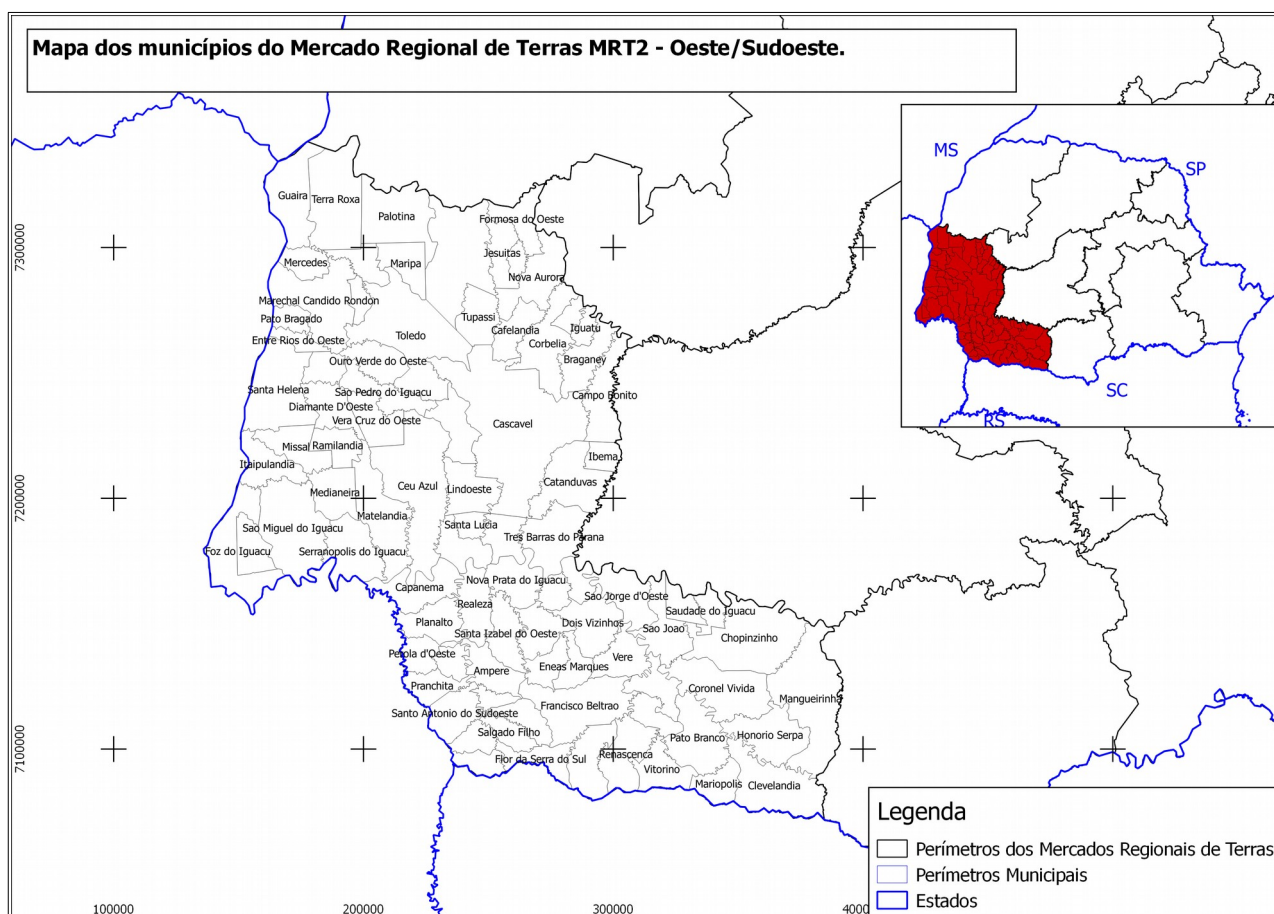 Mapa dos municípios do Mercado Regional de Terras MRT2 - Oeste/Sudoeste.
MS
SP
SC
RS
Guaira
Terra Roxa
Palotina
Formosa do Oeste
Mercedes
Maripa
Jesuitas
Nova Aurora
Marechal Candido Rondon
Pato Bragado
Tupassi
Cafelandia
Iguatu
Entre Rios do Oeste
Toledo
Corbelia
Ouro Verde do Oeste
Braganey
Santa Helena
Sao Pedro do Iguacu
Campo Bonito
Diamante D'Oeste
Vera Cruz do Oeste
Cascavel
Missal
Ramilandia
Ibema
Itaipulandia
Medianeira
Ceu Azul
Lindoeste
Catanduvas
Matelandia
Sao Miguel do Iguacu
Santa Lucia
Tres Barras do Parana
Foz do Iguacu
Serranopolis do Iguacu
Capanema
Nova Prata do Iguacu
Realeza
Sao Jorge d'Oeste
Saudade do Iguacu
Planalto
Santa Izabel do Oeste
Dois Vizinhos
Sao Joao
Chopinzinho
Perola d'Oeste
Ampere
Eneas Marques
Vere
Pranchita
Coronel Vivida
Mangueirinha
Santo Antonio do Sudoeste
Francisco Beltrao
Salgado Filho
Pato Branco
Honorio Serpa
Flor da Serra do Sul
Renascenca
Vitorino
Mariopolis
Clevelandia
7300000
7200000
7100000
100000
200000
300000
Legenda
Perímetros dos Mercados Regionais de Terras
Perímetros Municipais
Estados